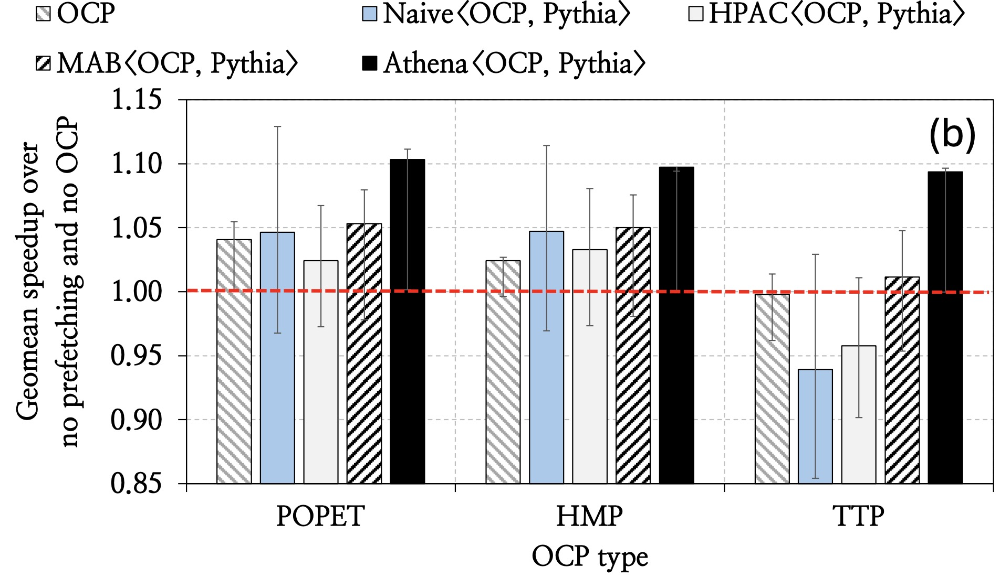 OCP Naive〈OCP, Pythia〉 HPAC〈OCP, Pythia〉
MAB〈OCP, Pythia〉 Athena〈OCP, Pythia〉
Geomean speedup over
no prefetching and no OCP
1.15
1.10
1.05
1.00
0.95
0.90
0.85
(b)
POPET HMP TTP
OCP type